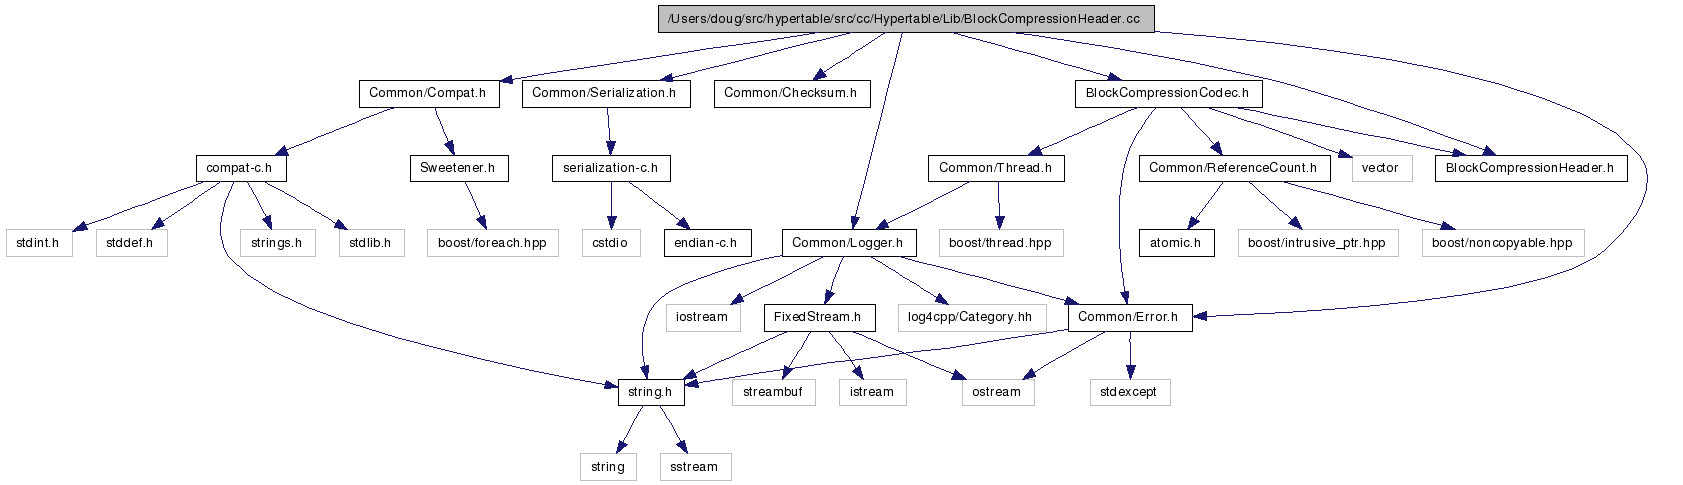 /Users/doug/src/hypertable/src/cc/Hypertable/Lib/BlockCompressionHeader.cc
Common/Compat.h
Common/Serialization.h
Common/Checksum.h
BlockCompressionCodec.h
compat-c.h
Sweetener.h
serialization-c.h
Common/Thread.h
Common/ReferenceCount.h
vector
BlockCompressionHeader.h
stdint.h
stddef.h
strings.h
stdlib.h
boost/foreach.hpp
cstdio
endian-c.h
Common/Logger.h
boost/thread.hpp
atomic.h
boost/intrusive_ptr.hpp
boost/noncopyable.hpp
iostream
FixedStream.h
log4cpp/Category.hh
Common/Error.h
string.h
streambuf
istream
ostream
stdexcept
string
sstream